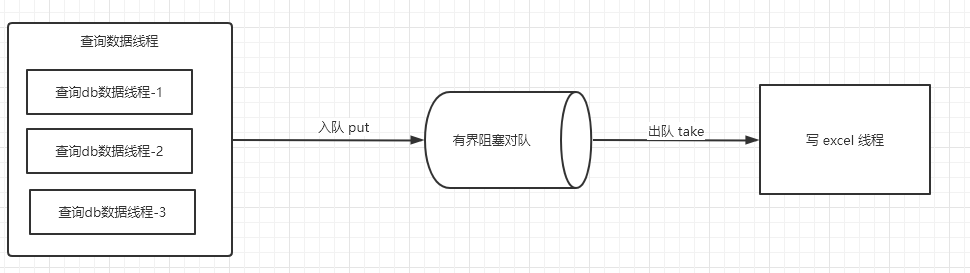 查询数据线程
查询db数据线程-1
查询db数据线程-2
查询db数据线程-3
入队 put
有界阻塞对队
出队 take
写 excel 线程